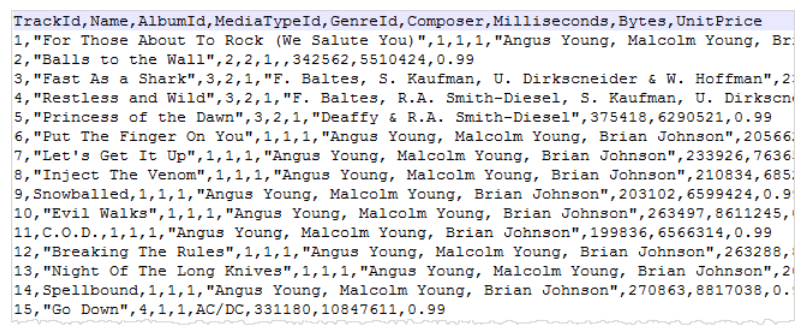 TrackId,Name,AlbumId,MediaTypeId,GenreId,Composer,Milliseconds,Bytes,UnitPrice
1,"For Those About To Rock (We Salute You)",1,1,1,"Angus Young, Malcolm Young, Br
2,"Balls to the Wall",2,2,1,,342562,5510424,0.99
3,"Fast As a Shark",3,2,1,"F. Baltes, S. Kaufman, U. Dirkscneider & W. Hoffman",2
4,"Restless and Wild",3,2,1,"F. Baltes, R.A. Smith-Diesel, S. Kaufman, U. Dirkscn
5,"Princess of the Dawn",3,2,1,"Deaffy & R.A. Smith-Diesel",375418,6290521,0.99
6,"Put The Finger On You",1,1,1,"Angus Young, Malcolm Young, Brian Johnson",205662
7,"Let's Get It Up",1,1,1,"Angus Young, Malcolm Young, Brian Johnson",233926,7636
8,"Inject The Venom",1,1,1,"Angus Young, Malcolm Young, Brian Johnson",210834,685
9,Snowballed,1,1,1,"Angus Young, Malcolm Young, Brian Johnson",203102,6599424,0.9
10,"Evil Walks",1,1,1,"Angus Young, Malcolm Young, Brian Johnson",263497,8611245,
11,C.O.D.,1,1,1,"Angus Young, Malcolm Young, Brian Johnson",199836,6566314,0.99
12,"Breaking The Rules",1,1,1,"Angus Young, Malcolm Young, Brian Johnson",263288,
13,"Night Of The Long Knives",1,1,1,"Angus Young, Malcolm Young, Brian Johnson",2
14,Spellbound,1,1,1,"Angus Young, Malcolm Young, Brian Johnson",270863,8817038,0.
15,"Go Down",4,1,1,AC/DC,331180,10847611,0.99